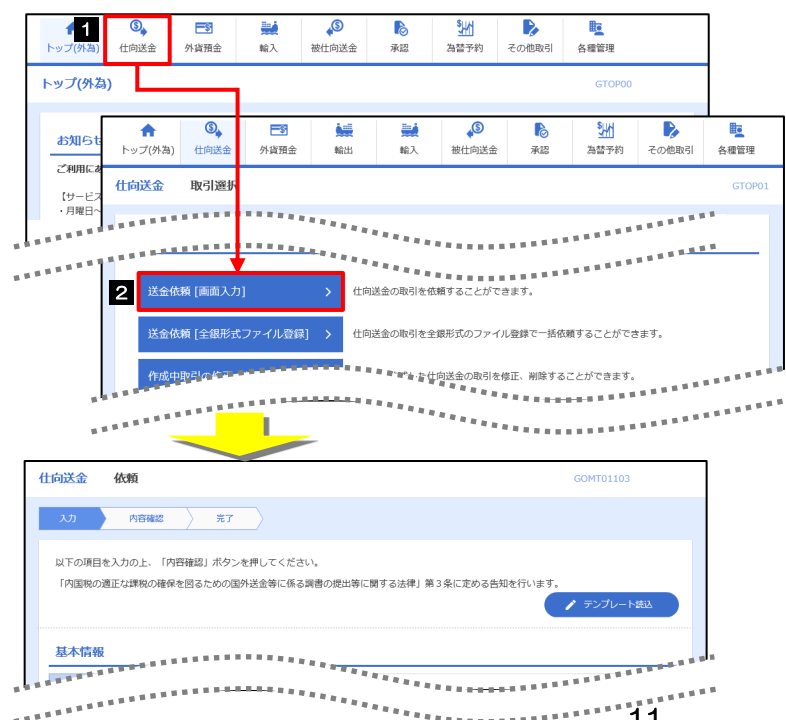 1
トップ(外為) 仕向送金 外貨預金 輸入 被仕向送金 承認 為替予約 その他取引 各種管理
トップ(外為) GTOP00
お知らせ
ご利用にあ
【サービス
・月曜日～
トップ(外為) 仕向送金 外貨預金 輸出 輸入 被仕向送金 承認 為替予約 その他取引 各種管理
仕向送金 取引選択 GTOP01
2 送金依頼 [画面入力] 仕向送金の取引を依頼することができます。
送金依頼 [全銀形式ファイル登録] 仕向送金の取引を全銀形式のファイル登録で一括依頼することができます。
作成中取引の修正 仕向送金の取引を修正、削除することができます。
仕向送金 依頼 GOMT01103
入力 内容確認 完了
以下の項目を入力の上、「内容確認」ボタンを押してください。
「内国税の適正な課税の確保を図るための国外送金等に係る調書の提出等に関する法律」第３条に定める告知を行います。
テンプレート読込
基本情報
11